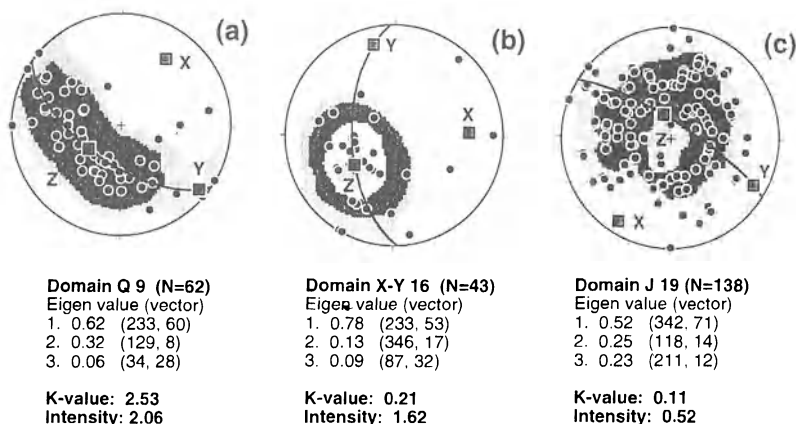 (a)
X
Y
Z
(b)
Y
X
Z
(c)
Z
Y
X
Domain Q 9 (N=62)
Eigen value (vector)
1. 0.62 (233, 60)
2. 0.32 (129, 8)
3. 0.06 (34, 28)
K-value: 2.53
Intensity: 2.06
Domain X-Y 16 (N=43)
Eigen value (vector)
1. 0.78 (233, 53)
2. 0.13 (346, 17)
3. 0.09 (87, 32)
K-value: 0.21
Intensity: 1.62
Domain J 19 (N=138)
Eigen value (vector)
1. 0.52 (342, 71)
2. 0.25 (118, 14)
3. 0.23 (211, 12)
K-value: 0.11
Intensity: 0.52